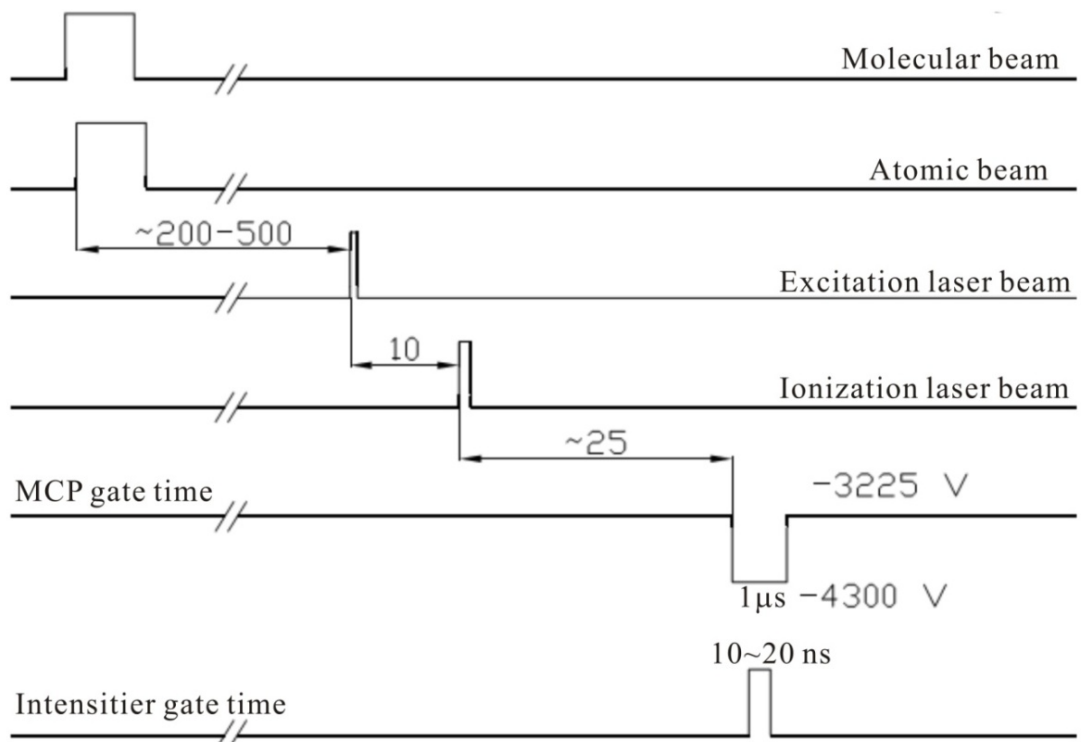 Molecular beam
Atomic beam
~200-500
Excitation laser beam
10
Ionization laser beam
~25
MCP gate time
-3225 V
1μs -4300 V
10~20 ns
Intensitier gate time